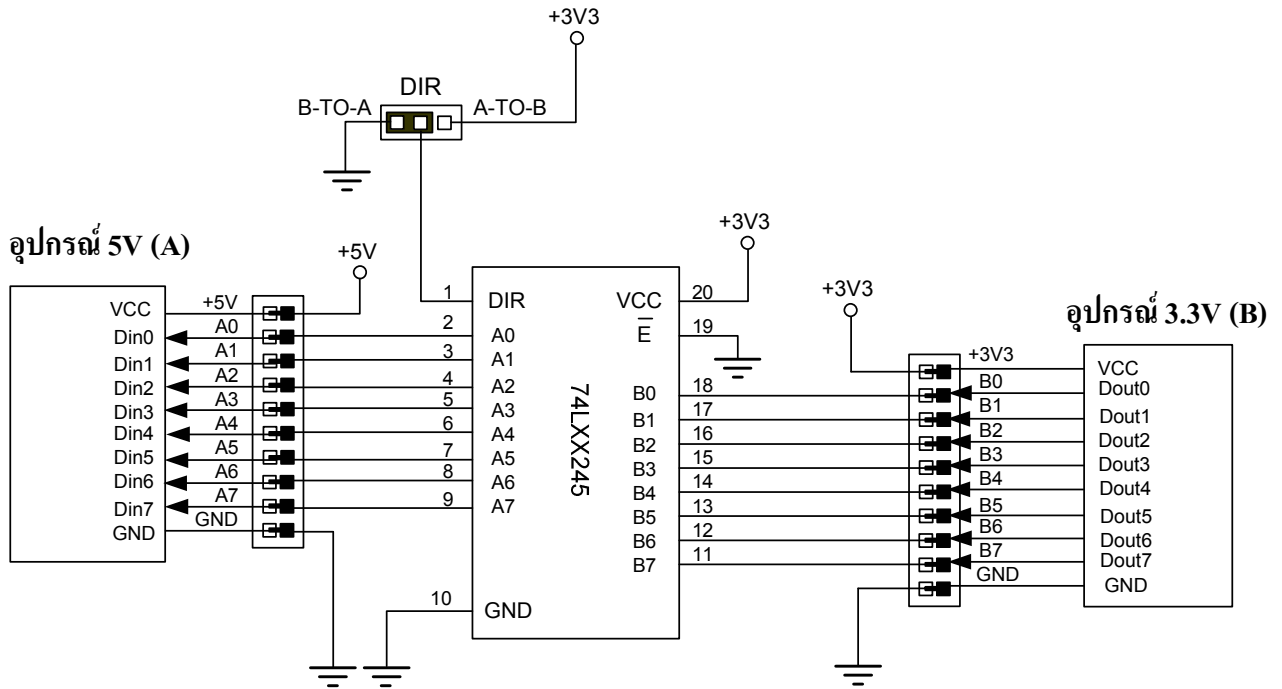 +3V3
DIR
B-TO-A
A-TO-B
+3V3
อุปกรณ์ 5V (A)
+5V
+3V3
อุปกรณ์ 3.3V (B)
VCC
+5V
Din0
A0
Din1
A1
Din2
A2
Din3
A3
Din4
A4
Din5
A5
Din6
A6
Din7
A7
GND
GND
1
DIR
2
A0
3
A1
4
A2
5
A3
6
A4
7
A5
8
A6
9
A7
10
GND
74LXX245
VCC
20
E
19
B0
18
B1
17
B2
16
B3
15
B4
14
B5
13
B6
12
B7
11
+3V3
VCC
B0
Dout0
B1
Dout1
B2
Dout2
B3
Dout3
B4
Dout4
B5
Dout5
B6
Dout6
B7
Dout7
GND
GND